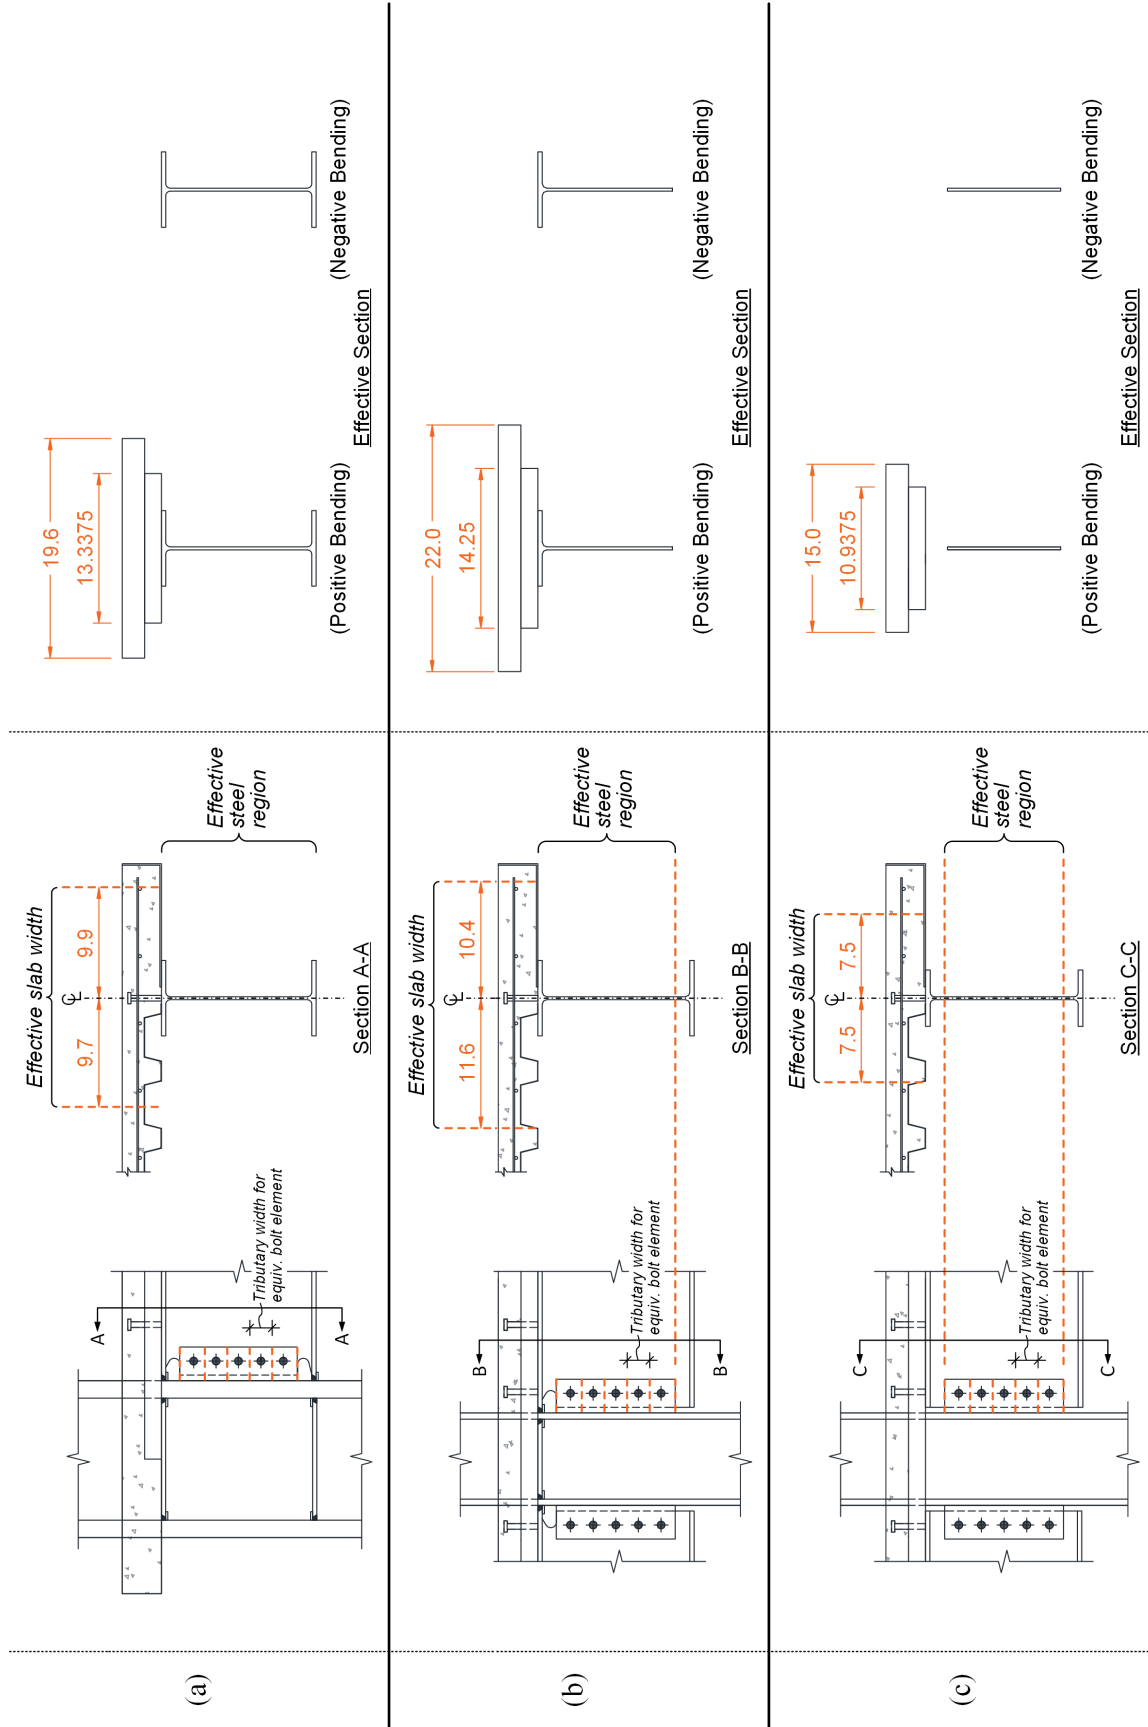 (a)
A
A
Tributary width for
equiv. bolt element
Effective slab width
9.7
9.9
℄
Section A-A
Effective
steel
region
19.6
13.3375
(Positive Bending)
(Negative Bending)
Effective Section
(b)
B
B
Tributary width for
equiv. bolt element
Effective slab width
11.6
10.4
℄
Section B-B
Effective
steel
region
22.0
14.25
(Positive Bending)
(Negative Bending)
Effective Section
(c)
C
C
Tributary width for
equiv. bolt element
Effective slab width
7.5
7.5
℄
Section C-C
Effective
steel
region
15.0
10.9375
(Positive Bending)
(Negative Bending)
Effective Section